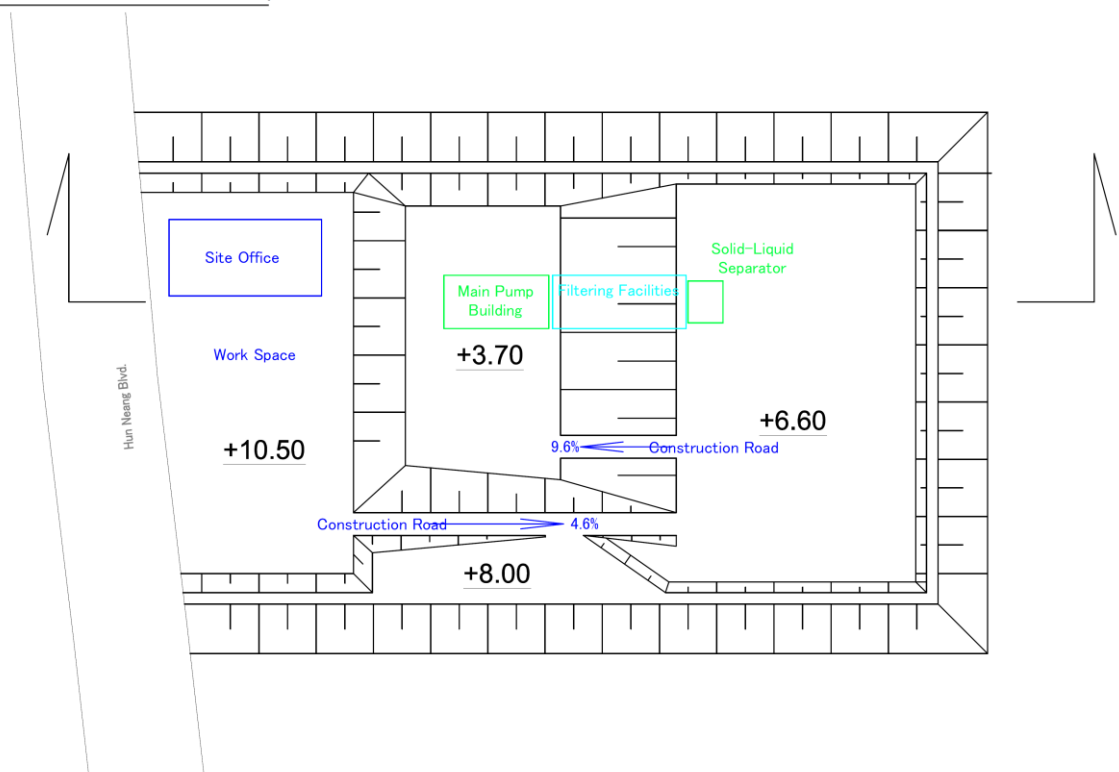 Solid-Liquid
Separator
Site Office
Main Pump
Building
Filtering Facilities
Work Space
+3.70
Hun Neang Blvd.
+6.60
+10.50
9.6%
Construction Road
Construction Road
4.6%
+8.00